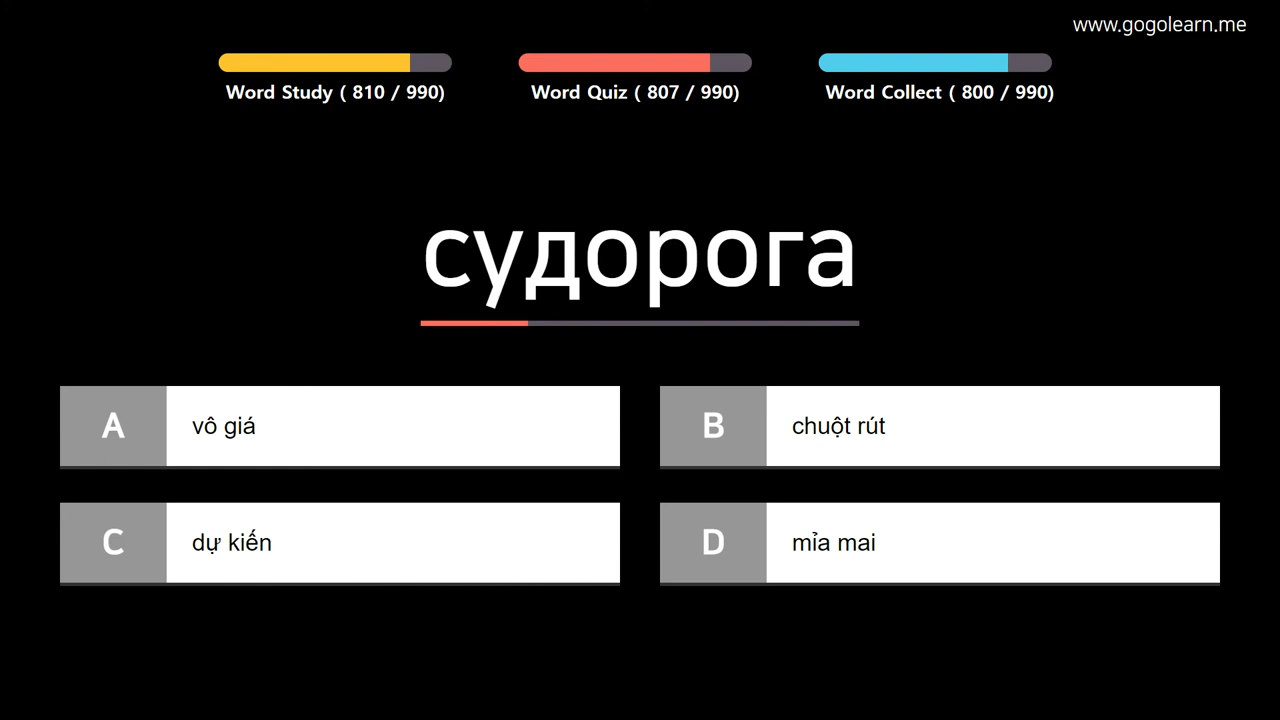 www.gogolearn.me
Word Study ( 810 / 990)
Word Quiz ( 807 / 990)
Word Collect ( 800 / 990)
судорога
A vô giá
B chuột rút
C dự kiến
D mỉa mai